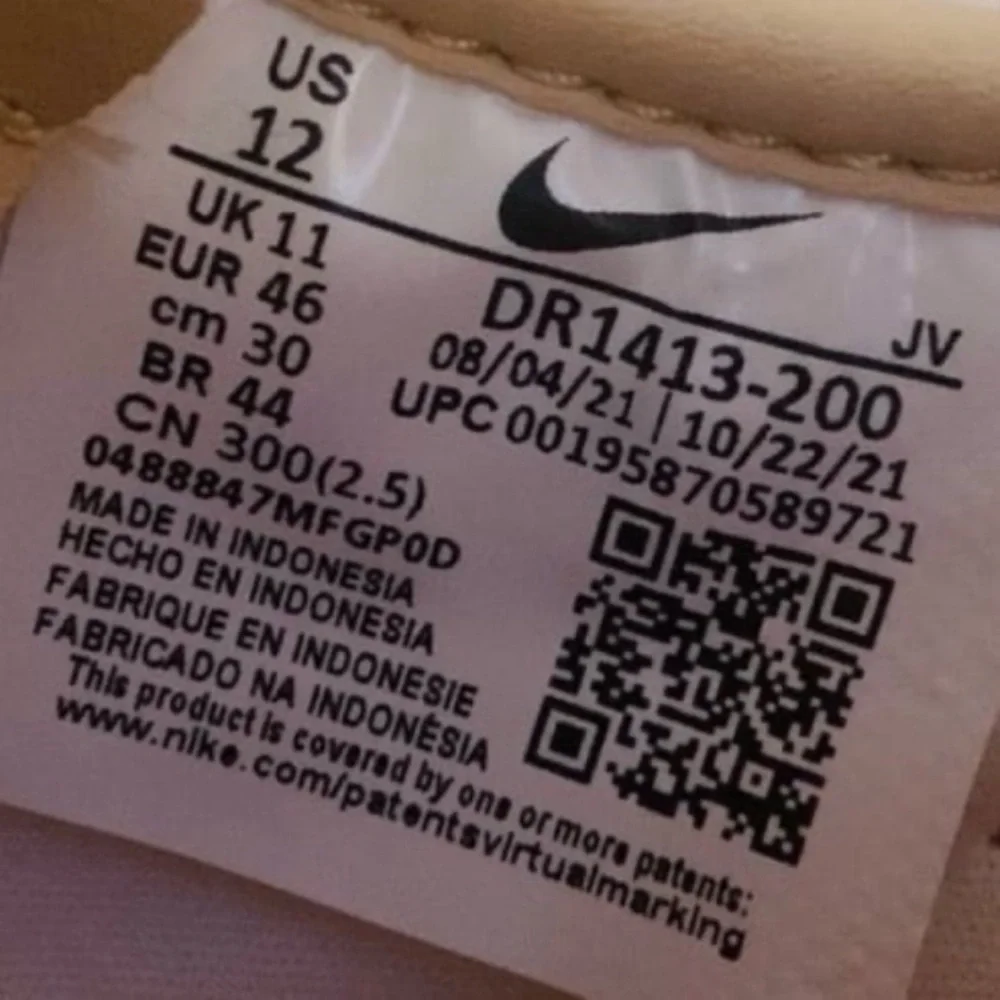 US
12
UK 11
EUR 46
cm 30
BR 44
CN 300(2.5)
0488847MFGP0D
MADE IN INDONESIA
HECHO EN INDONESIA
FABRIQUE EN INDONESIE
FABRICADO NA INDONÉSIA
This product is covered by one or more patents:
www.nike.com/patentsvirtualmarking
JV
DR1413-200
08/04/21 | 10/22/21
UPC 00195870589721